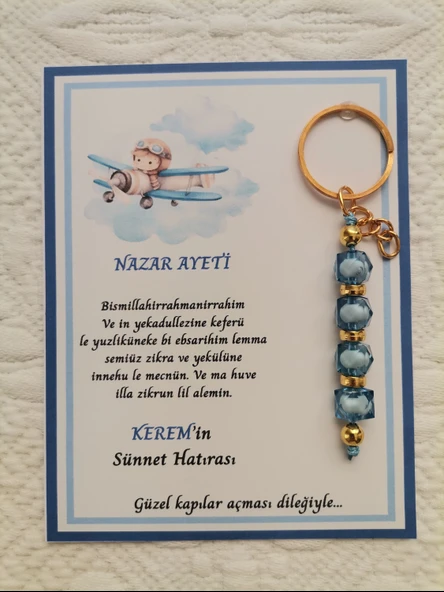 NAZAR AYETİ
Bismillahirrahmanirrahim
Ve in yekadullezine keferü
le yuzliküneke bi ebsarihim lemma
semiüz zikra ve yekülüne
innehu le mecnün. Ve ma huve
illa zikrun lil alemin.
KEREM'in
Sünnet Hatırası
Güzel kapılar açması dileğiyle...